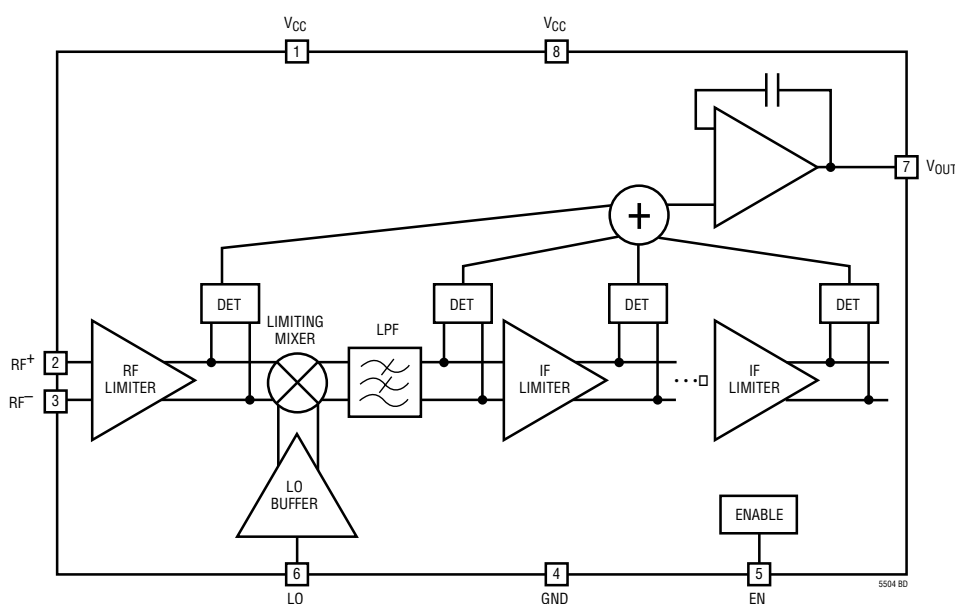 VCC
VCC
1
8
7
VOUT
+
DET
DET
DET
DET
LIMITING
MIXER
LPF
RF+
2
RF
LIMITER
IF
LIMITER
...
IF
LIMITER
RF−
3
LO
BUFFER
ENABLE
6
4
5
LO
GND
EN
5504 BD